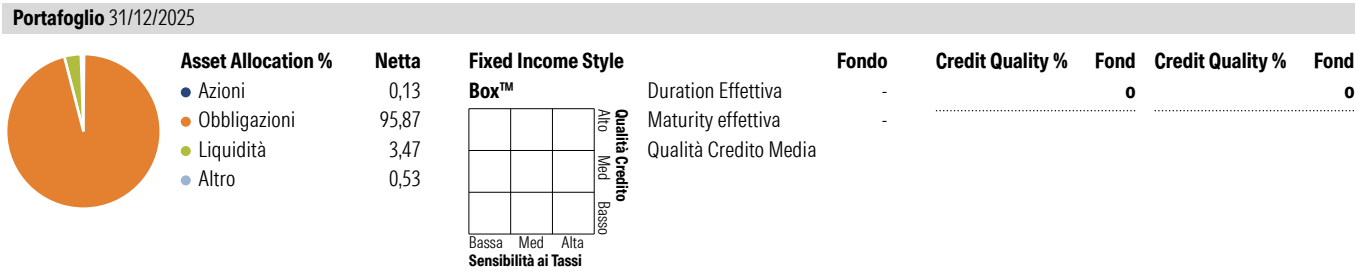 Portafoglio 31/12/2025
Asset Allocation % Netta
Azioni 0,13
Obbligazioni 95,87
Liquidità 3,47
Altro 0,53
Fixed Income Style
Box™
Alto Med Basso
Qualità Credito
Bassa Med Alta
Sensibilità ai Tassi
Fondo
Duration Effettiva -
Maturity effettiva -
Qualità Credito Media
Credit Quality % Fond
o
Credit Quality % Fond
o